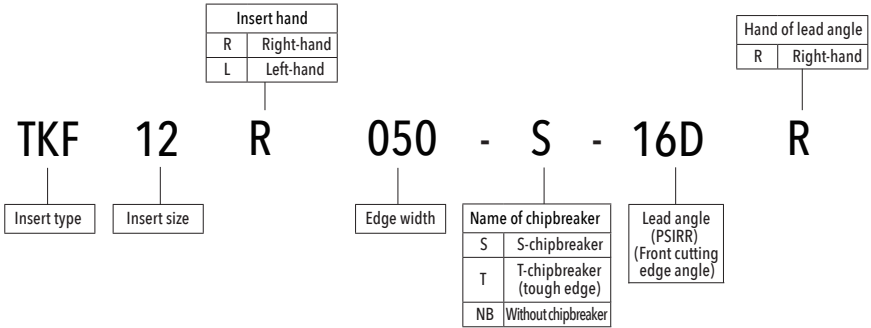 Insert hand
R Right-hand
L Left-hand
Hand of lead angle
R Right-hand
TKF 12 R 050 - S - 16D R
Insert type
Insert size
Edge width
Name of chipbreaker
S S-chipbreaker
T T-chipbreaker
(tough edge)
NB Without chipbreaker
Lead angle
(PSIRR)
(Front cutting
edge angle)